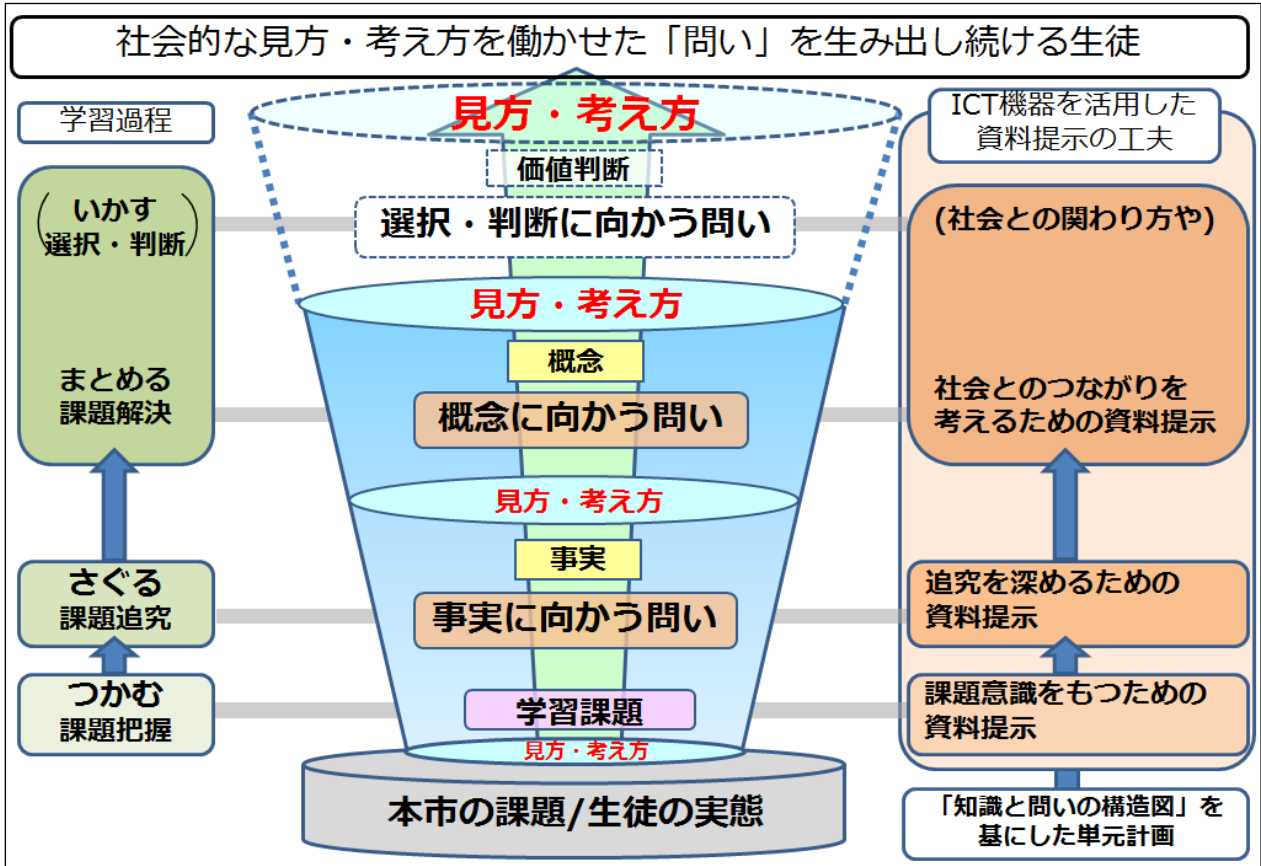 社会的な見方・考え方を働かせた「問い」を生み出し続ける生徒
学習過程
(いかす
選択・判断)
まとめる
課題解決
さぐる
課題追究
つかむ
課題把握
見方・考え方
価値判断
選択・判断に向かう問い
見方・考え方
概念
概念に向かう問い
見方・考え方
事実
事実に向かう問い
学習課題
見方・考え方
本市の課題/生徒の実態
ICT機器を活用した
資料提示の工夫
(社会との関わり方や)
社会とのつながりを
考えるための資料提示
追究を深めるための
資料提示
課題意識をもつための
資料提示
「知識と問いの構造図」を
基にした単元計画